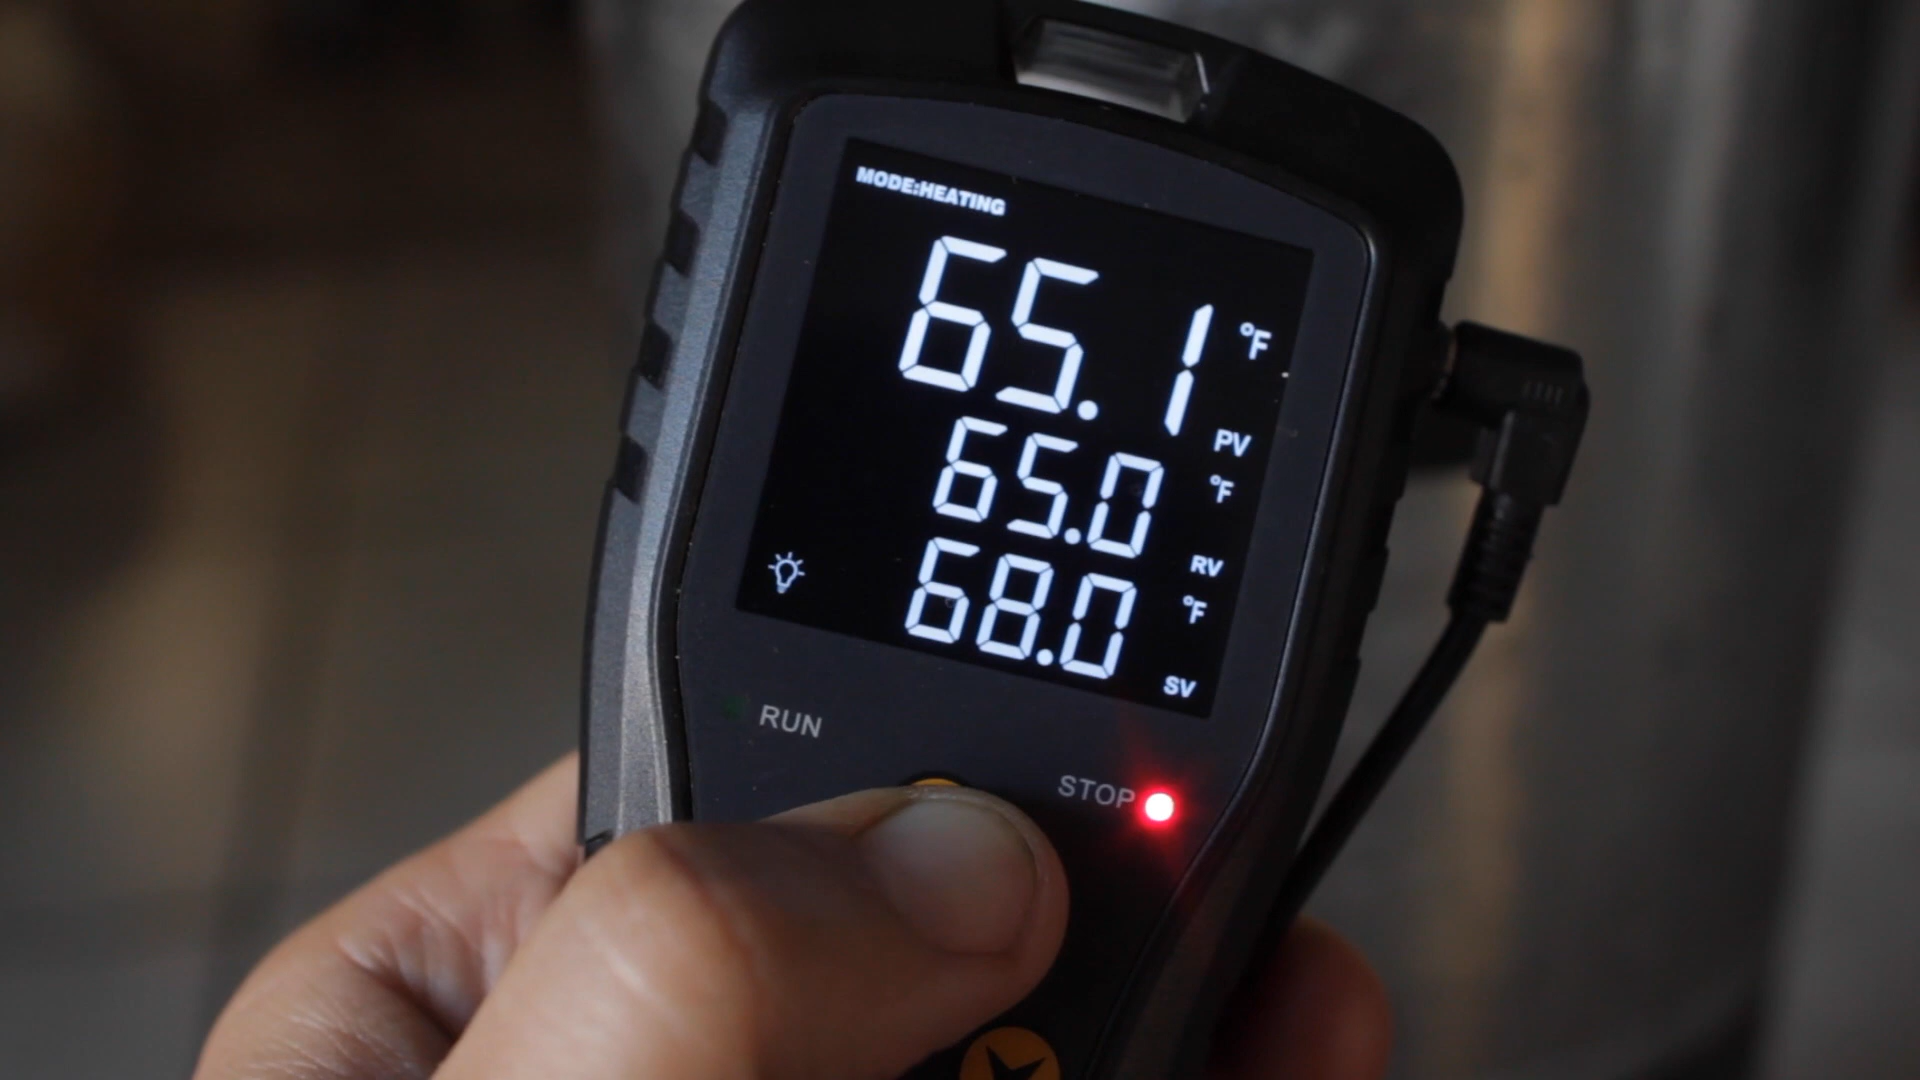 MODE:HEATING
65.1 °F
PV
65.0 °F
RV
68.0 °F
SV
RUN
STOP